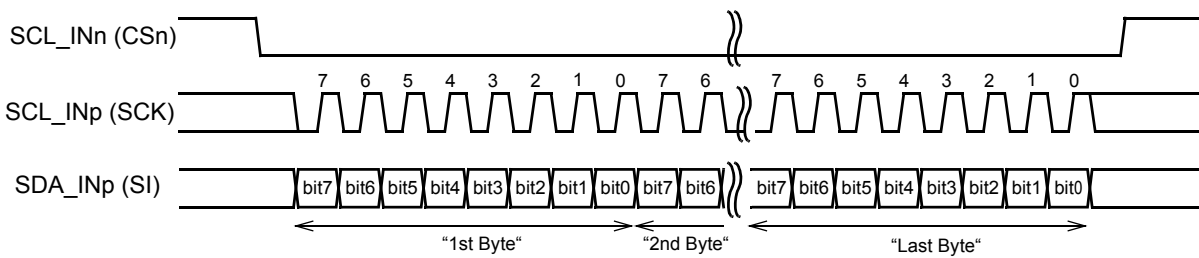 SCL_INn (CSn)
7 6 5 4 3 2 1 0 7 6 7 6 5 4 3 2 1 0
SCL_INp (SCK)
SDA_INp (SI) bit7 bit6 bit5 bit4 bit3 bit2 bit1 bit0 bit7 bit6 bit7 bit6 bit5 bit4 bit3 bit2 bit1 bit0
“1st Byte“ “2nd Byte“ “Last Byte“